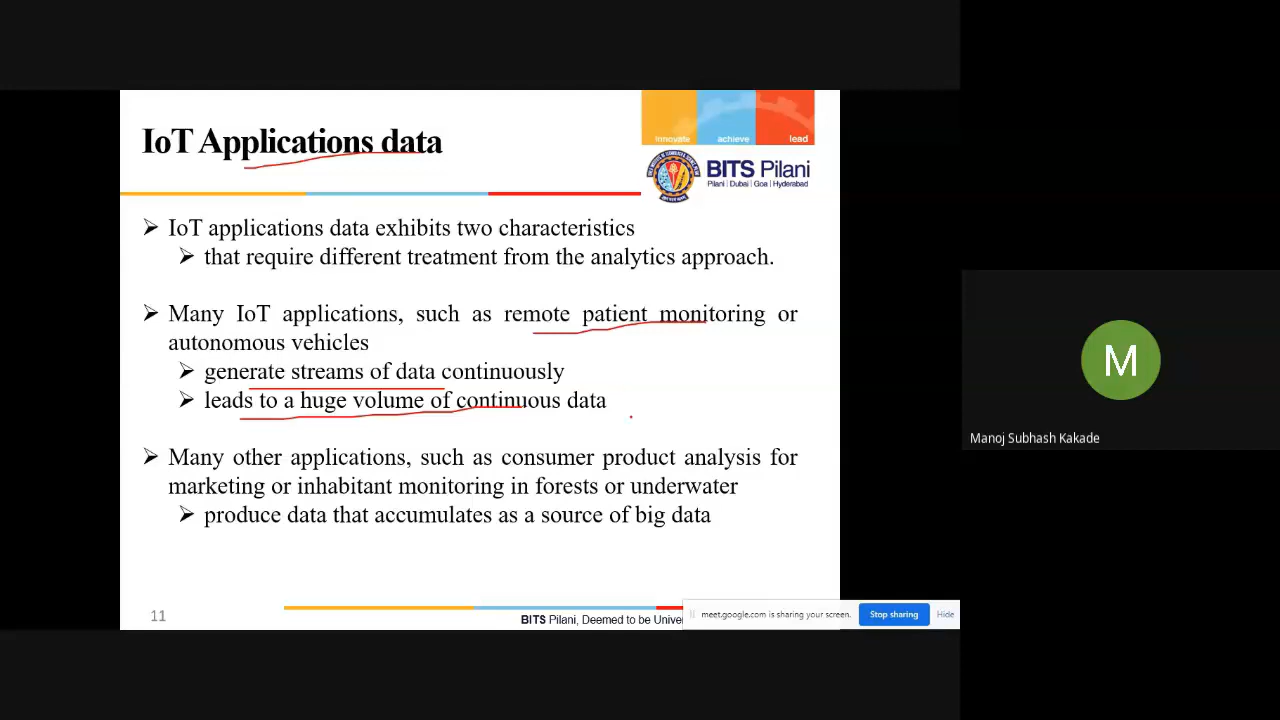 IoT Applications data
innovate achieve lead
BITS Pilani
Pilani | Dubai | Goa | Hyderabad
➢ IoT applications data exhibits two characteristics
➢ that require different treatment from the analytics approach.
➢ Many IoT applications, such as remote patient monitoring or
autonomous vehicles
➢ generate streams of data continuously
➢ leads to a huge volume of continuous data
➢ Many other applications, such as consumer product analysis for
marketing or inhabitant monitoring in forests or underwater
➢ produce data that accumulates as a source of big data
11
BITS Pilani, Deemed to be Univer
meet.google.com is sharing your screen. Stop sharing Hide
M
Manoj Subhash Kakade